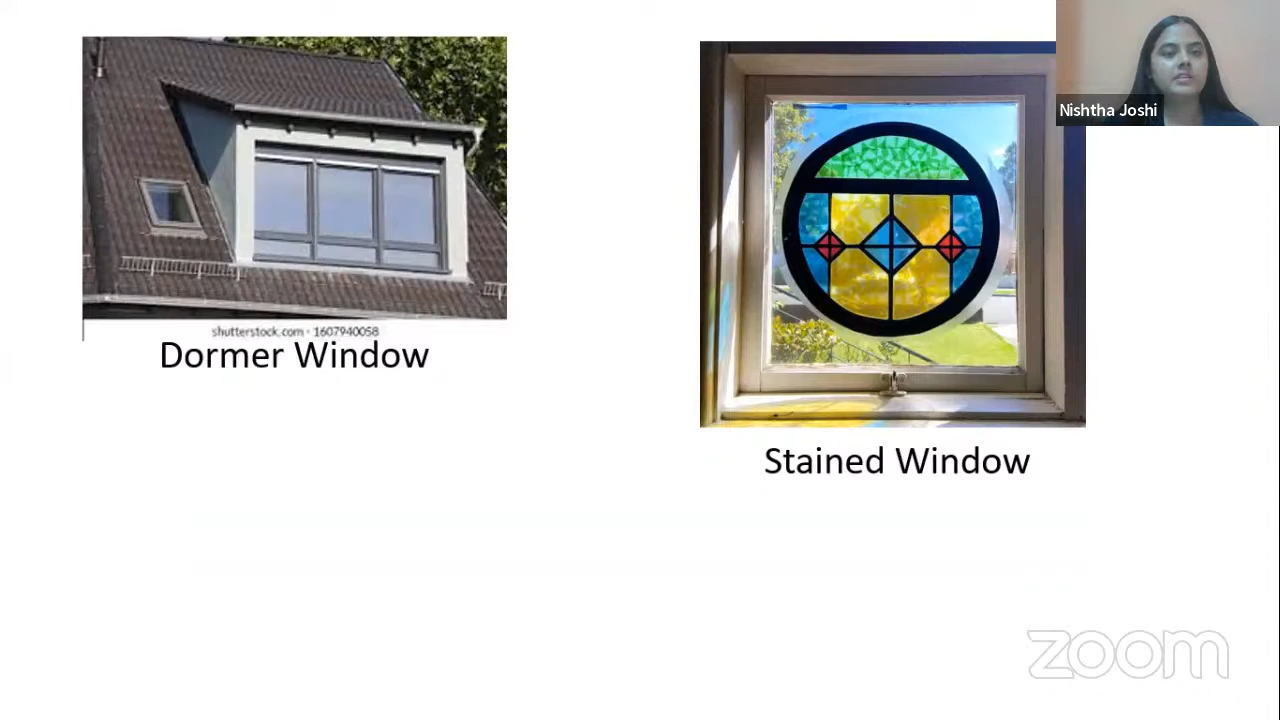 Nishtha Joshi
shutterstock.com · 1607940058
Dormer Window
Stained Window
zoom